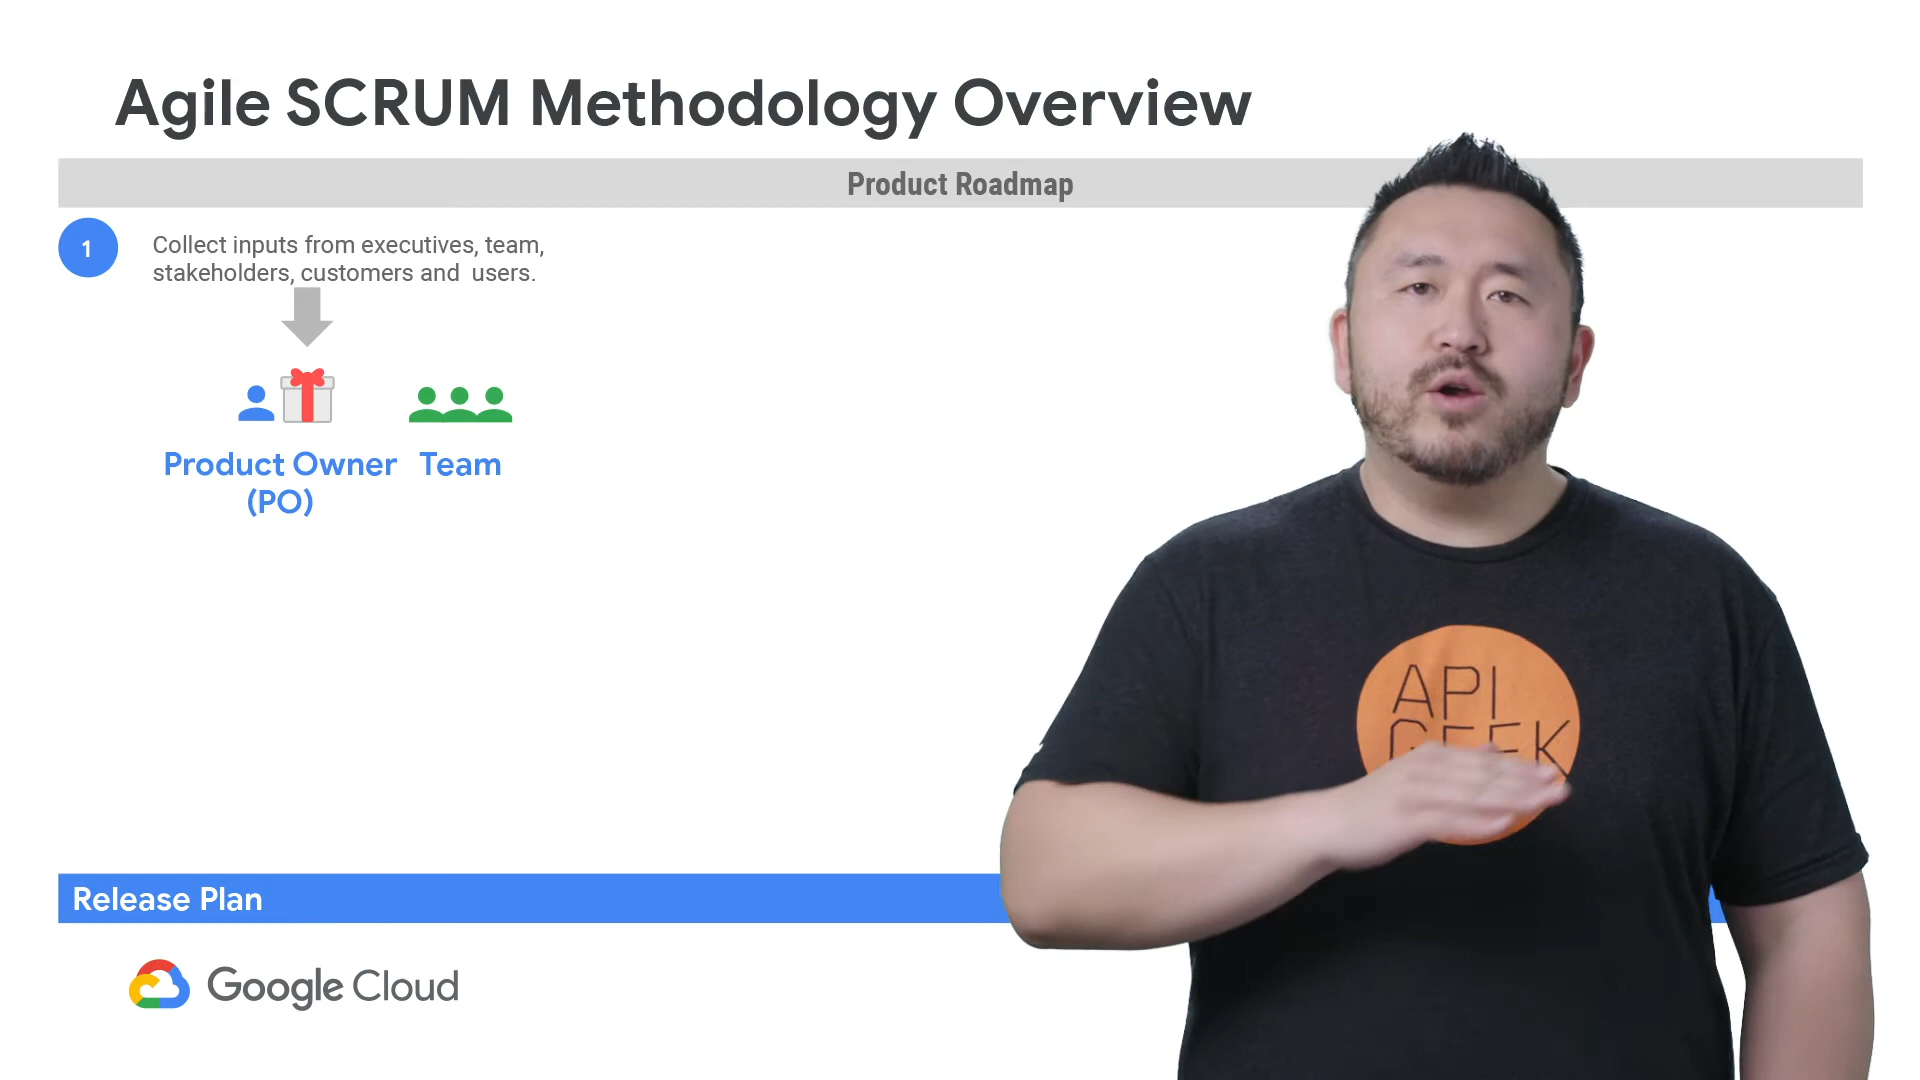 Agile SCRUM Methodology Overview
Product Roadmap
1
Collect inputs from executives, team,
stakeholders, customers and  users.
Product Owner
(PO)
Team
API
GEEK
Release Plan
Google Cloud